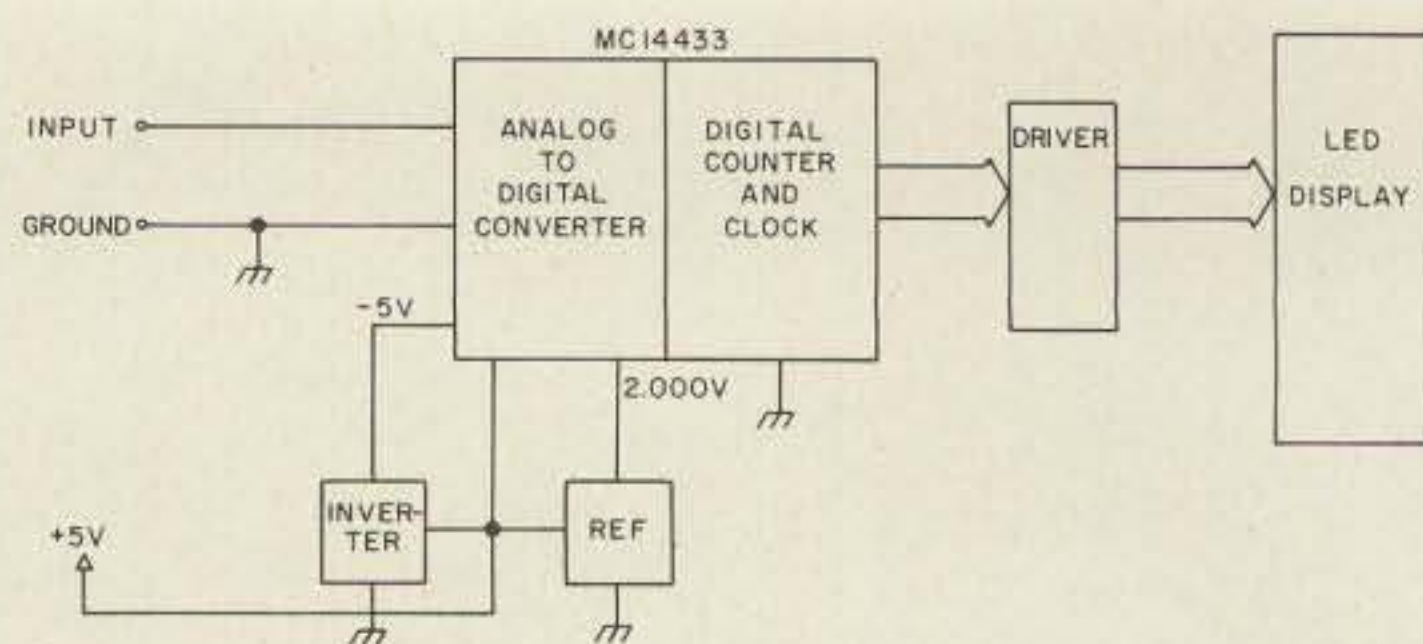 MC14433
INPUT
GROUND
ANALOG
TO
DIGITAL
CONVERTER
DIGITAL
COUNTER
AND
CLOCK
DRIVER
LED
DISPLAY
-5V
2.000V
INVER-
TER
REF
+5V